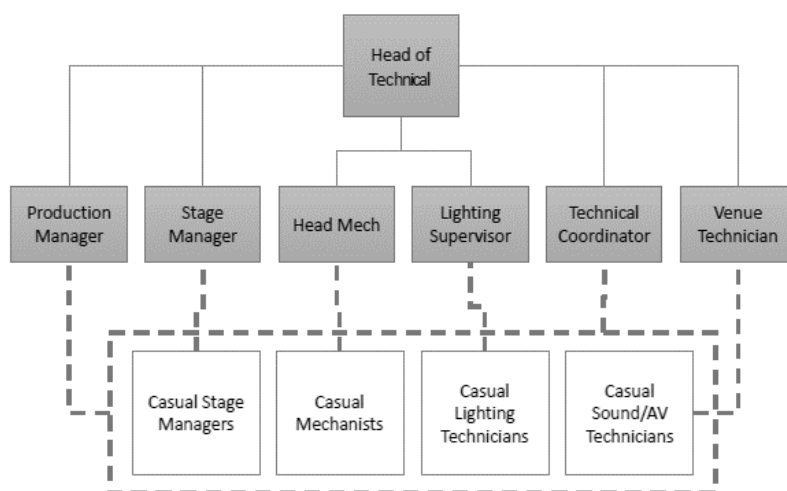 Head of
Technical
Production
Manager
Stage
Manager
Head Mech
Lighting
Supervisor
Technical
Coordinator
Venue
Technician
Casual Stage
Managers
Casual
Mechanists
Casual
Lighting
Technicians
Casual
Sound/AV
Technicians